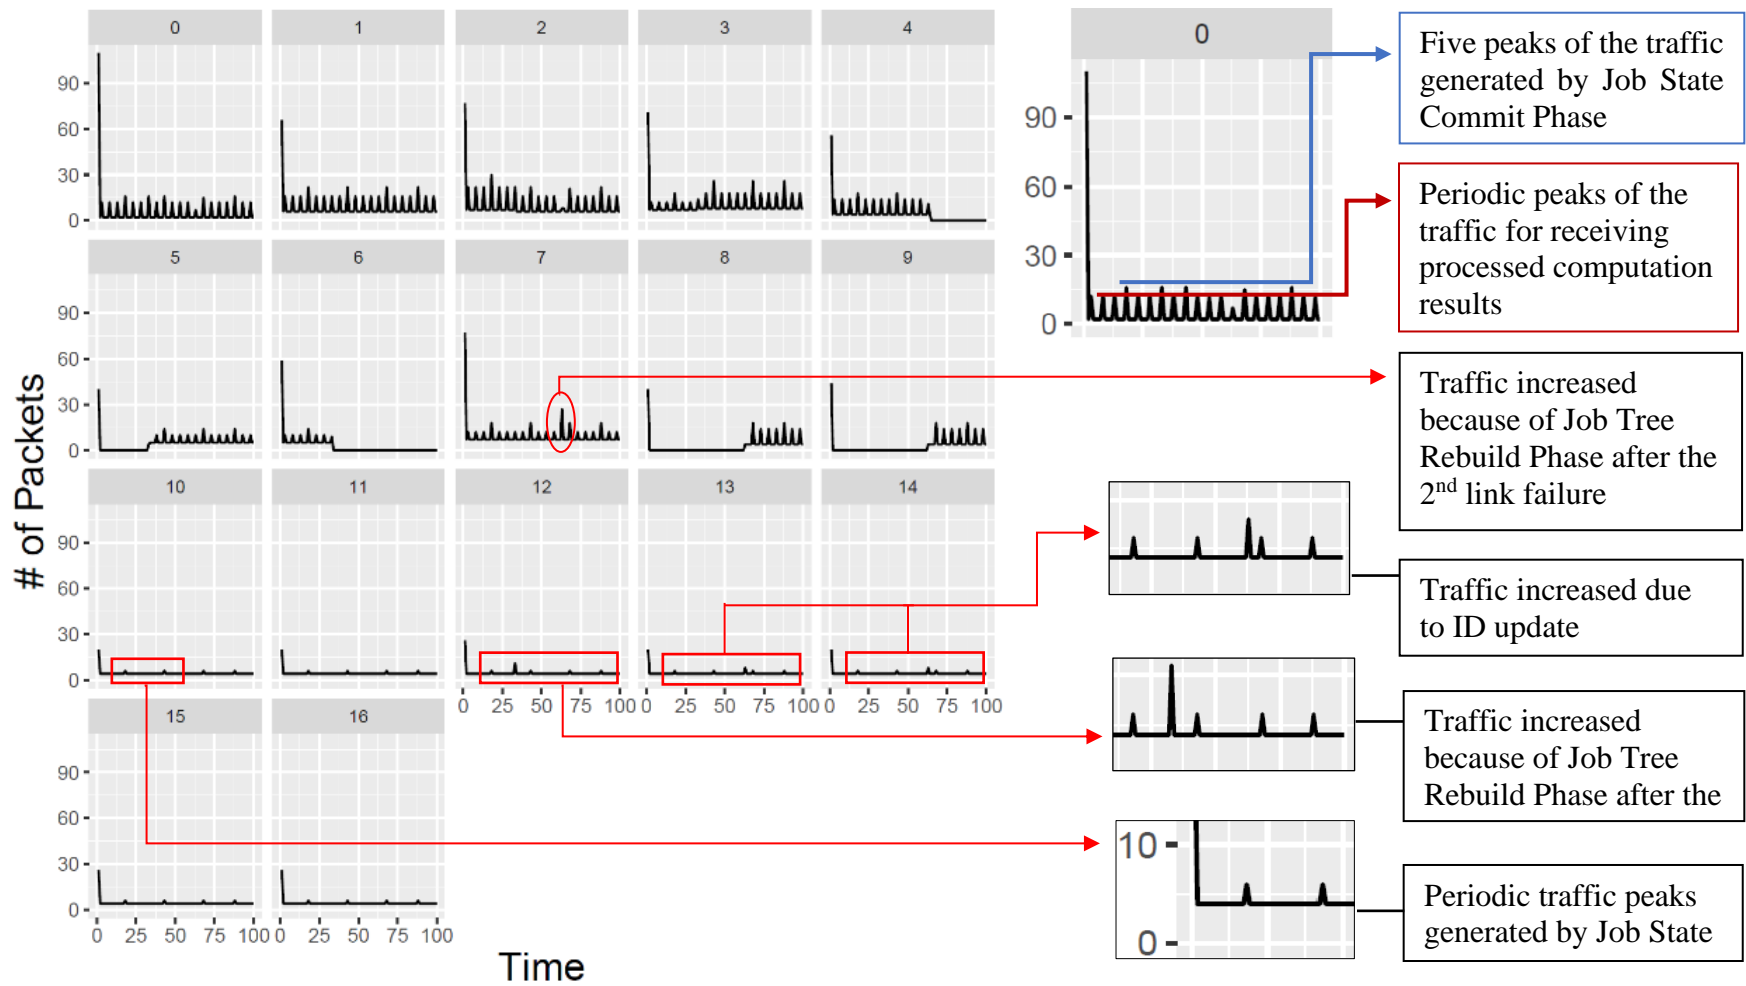 0 1 2 3 4
90
60
30
0
5 6 7 8 9
90
60
30
0
10 11 12 13 14
90
60
30
0
0 25 50 75 100 0 25 50 75 100 0 25 50 75 100
15 16
90
60
30
0
0 25 50 75 100 0 25 50 75 100
# of Packets
Time
0
90
60
30
0
Five peaks of the traffic
generated by Job State
Commit Phase
Periodic peaks of the
traffic for receiving
processed computation
results
Traffic increased
because of Job Tree
Rebuild Phase after the
2nd link failure
Traffic increased due
to ID update
Traffic increased
because of Job Tree
Rebuild Phase after the
10
0
Periodic traffic peaks
generated by Job State